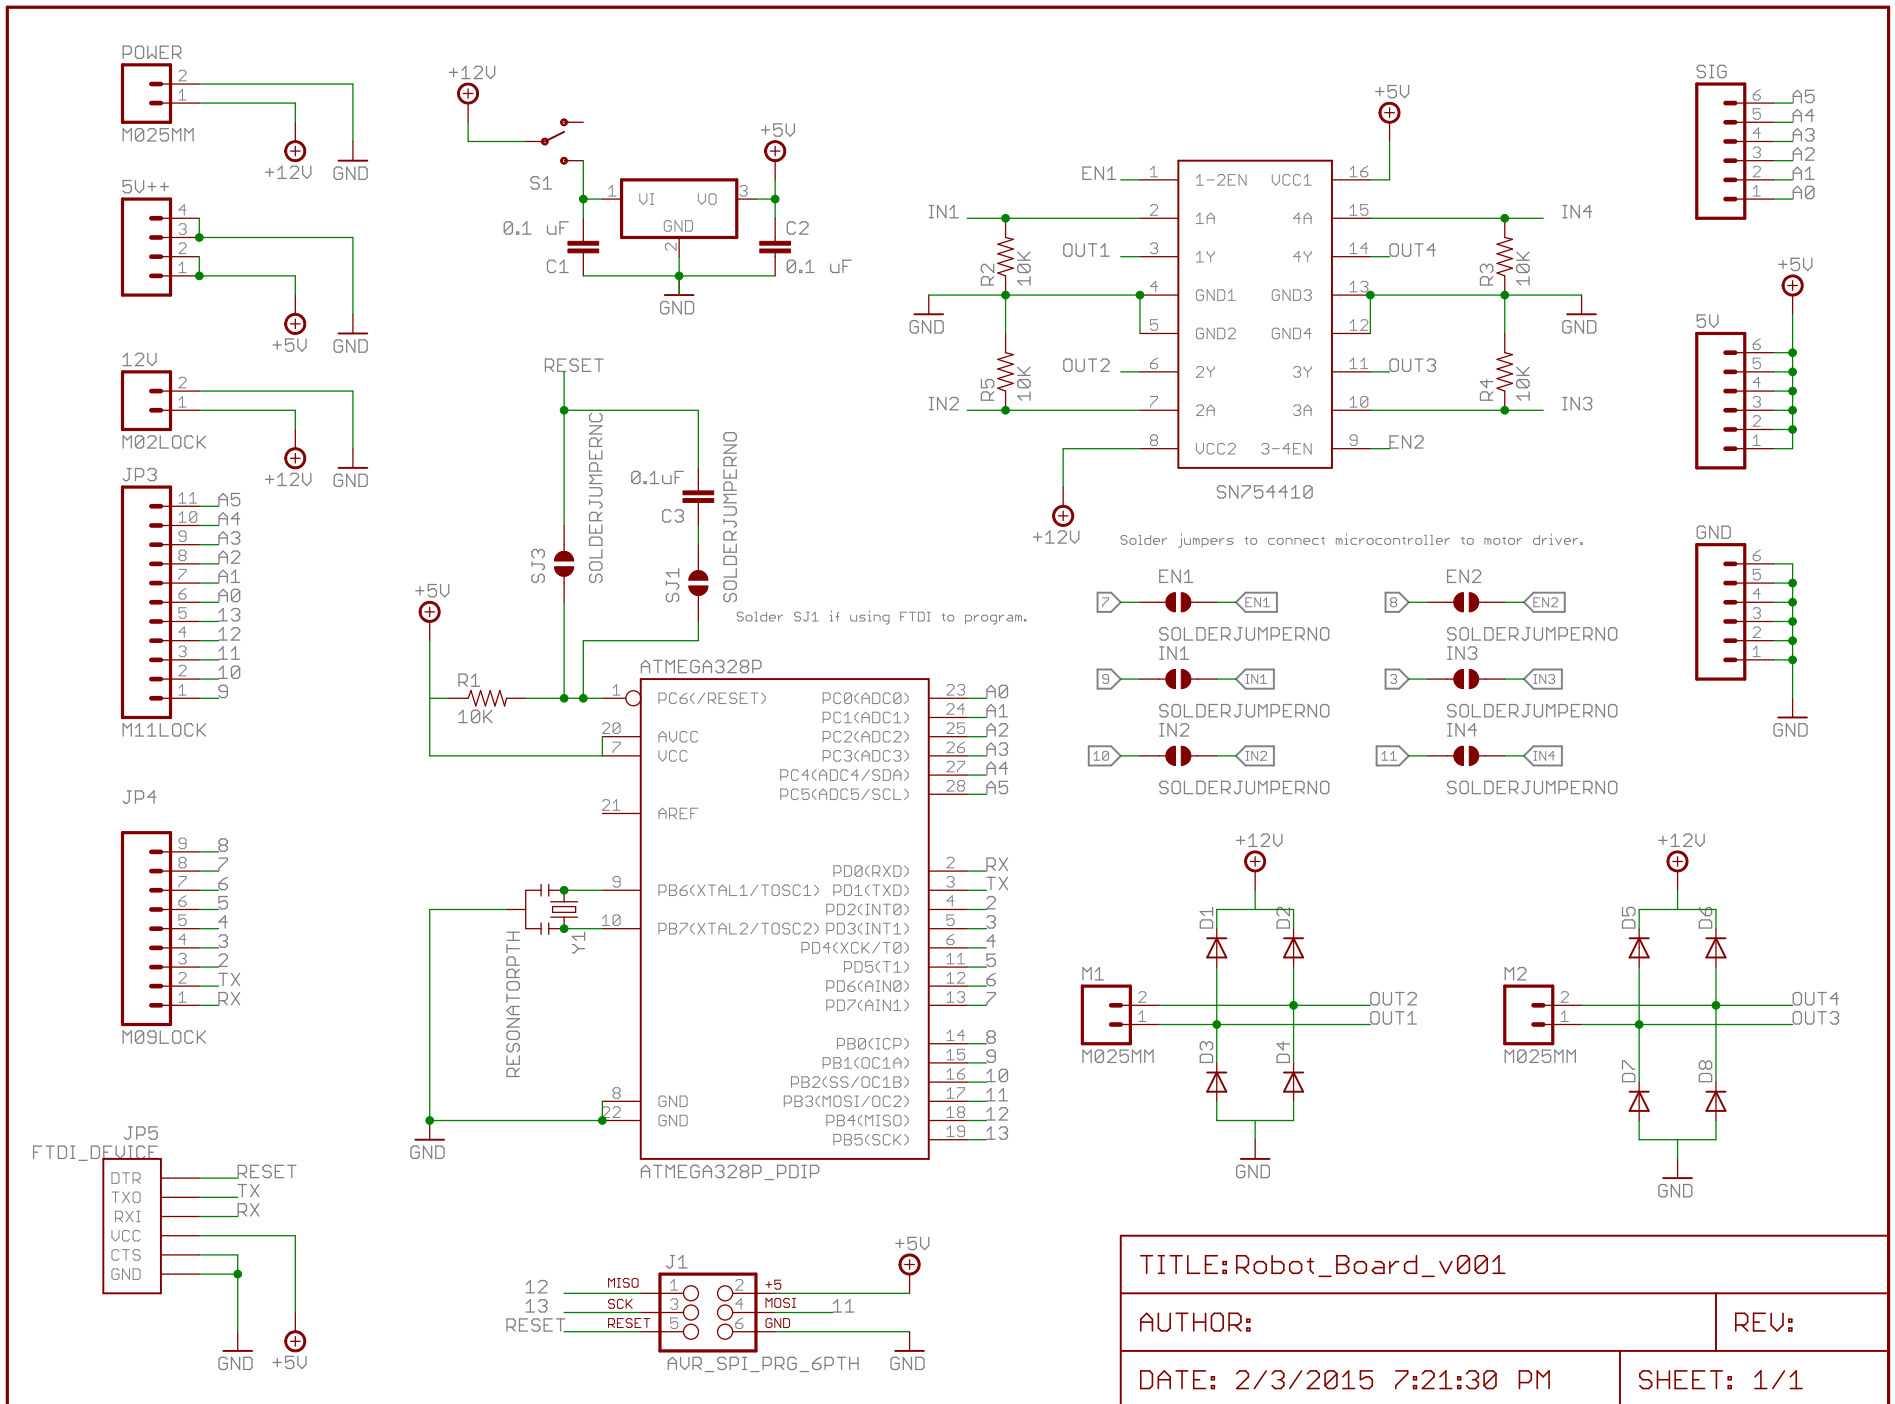 POWER
2
1
M025MM
+12V
GND
5V++
4
3
2
1
+5V
GND
12V
2
1
M02LOCK
+12V
GND
JP3
11 A5
10 A4
9 A3
8 A2
7 A1
6 A0
5 13
4 12
3 11
2 10
1 9
M11LOCK
JP4
9 8
8 7
7 6
6 5
5 4
4 3
3 2
2 TX
1 RX
M09LOCK
JP5
FTDI_DEVICE
DTR RESET
TXO TX
RXI RX
VCC
CTS
GND
GND
+5V
+12V
S1
+5V
1 VI VO 3
GND
2
0.1 uF
C1
C2
0.1 uF
GND
RESET
SJ3
SOLDERJUMPERNC
0.1uF
C3
SJ1
SOLDERJUMPERNO
Solder SJ1 if using FTDI to program.
+5V
R1
10K
ATMEGA328P
1 PC6(/RESET)
20 AVCC
7 VCC
21 AREF
9 PB6(XTAL1/TOSC1)
10 PB7(XTAL2/TOSC2)
8 GND
22 GND
PC0(ADC0) 23 A0
PC1(ADC1) 24 A1
PC2(ADC2) 25 A2
PC3(ADC3) 26 A3
PC4(ADC4/SDA) 27 A4
PC5(ADC5/SCL) 28 A5
PD0(RXD) 2 RX
PD1(TXD) 3 TX
PD2(INT0) 4 2
PD3(INT1) 5 3
PD4(XCK/T0) 6 4
PD5(T1) 11 5
PD6(AIN0) 12 6
PD7(AIN1) 13 7
PB0(ICP) 14 8
PB1(OC1A) 15 9
PB2(SS/OC1B) 16 10
PB3(MOSI/OC2) 17 11
PB4(MISO) 18 12
PB5(SCK) 19 13
ATMEGA328P_PDIP
RESONATORPTH
Y1
GND
J1
12 MISO 1
13 SCK 3
RESET RESET 5
2 +5
4 MOSI 11
6 GND
+5V
GND
AVR_SPI_PRG_6PTH
+5V
EN1 1 1-2EN
IN1 2 1A
OUT1 3 1Y
4 GND1
5 GND2
OUT2 6 2Y
IN2 7 2A
8 VCC2
VCC1 16
4A 15 IN4
4Y 14 OUT4
GND3 13
GND4 12
3Y 11 OUT3
3A 10 IN3
3-4EN 9 EN2
R2
10K
R5
10K
R3
10K
R4
10K
GND
GND
+12V
SN754410
Solder jumpers to connect microcontroller to motor driver.
EN1
7 EN1
SOLDERJUMPERNO
IN1
9 IN1
SOLDERJUMPERNO
IN2
10 IN2
SOLDERJUMPERNO
EN2
8 EN2
SOLDERJUMPERNO
IN3
3 IN3
SOLDERJUMPERNO
IN4
11 IN4
SOLDERJUMPERNO
+12V
D1
D2
M1
2 OUT2
1 OUT1
M025MM
D3
D4
GND
+12V
D5
D6
M2
2 OUT4
1 OUT3
M025MM
D7
D8
GND
SIG
6 A5
5 A4
4 A3
3 A2
2 A1
1 A0
+5V
5V
6
5
4
3
2
1
GND
6
5
4
3
2
1
GND
TITLE: Robot_Board_v001
AUTHOR:
REV:
DATE: 2/3/2015 7:21:30 PM
SHEET: 1/1